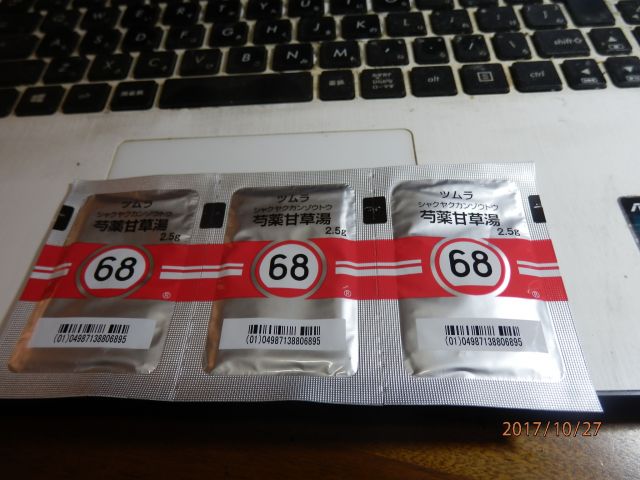 shift
B
N
M
alt
ctrl
ツムラ
シャクヤクカンゾウトウ
芍薬甘草湯
2.5g
68
®
(01)04987138806895
ツムラ
シャクヤクカンゾウトウ
芍薬甘草湯
2.5g
68
®
(01)04987138806895
ツムラ
シャクヤクカンゾウトウ
芍薬甘草湯
2.5g
68
®
(01)04987138806895
2017/10/27